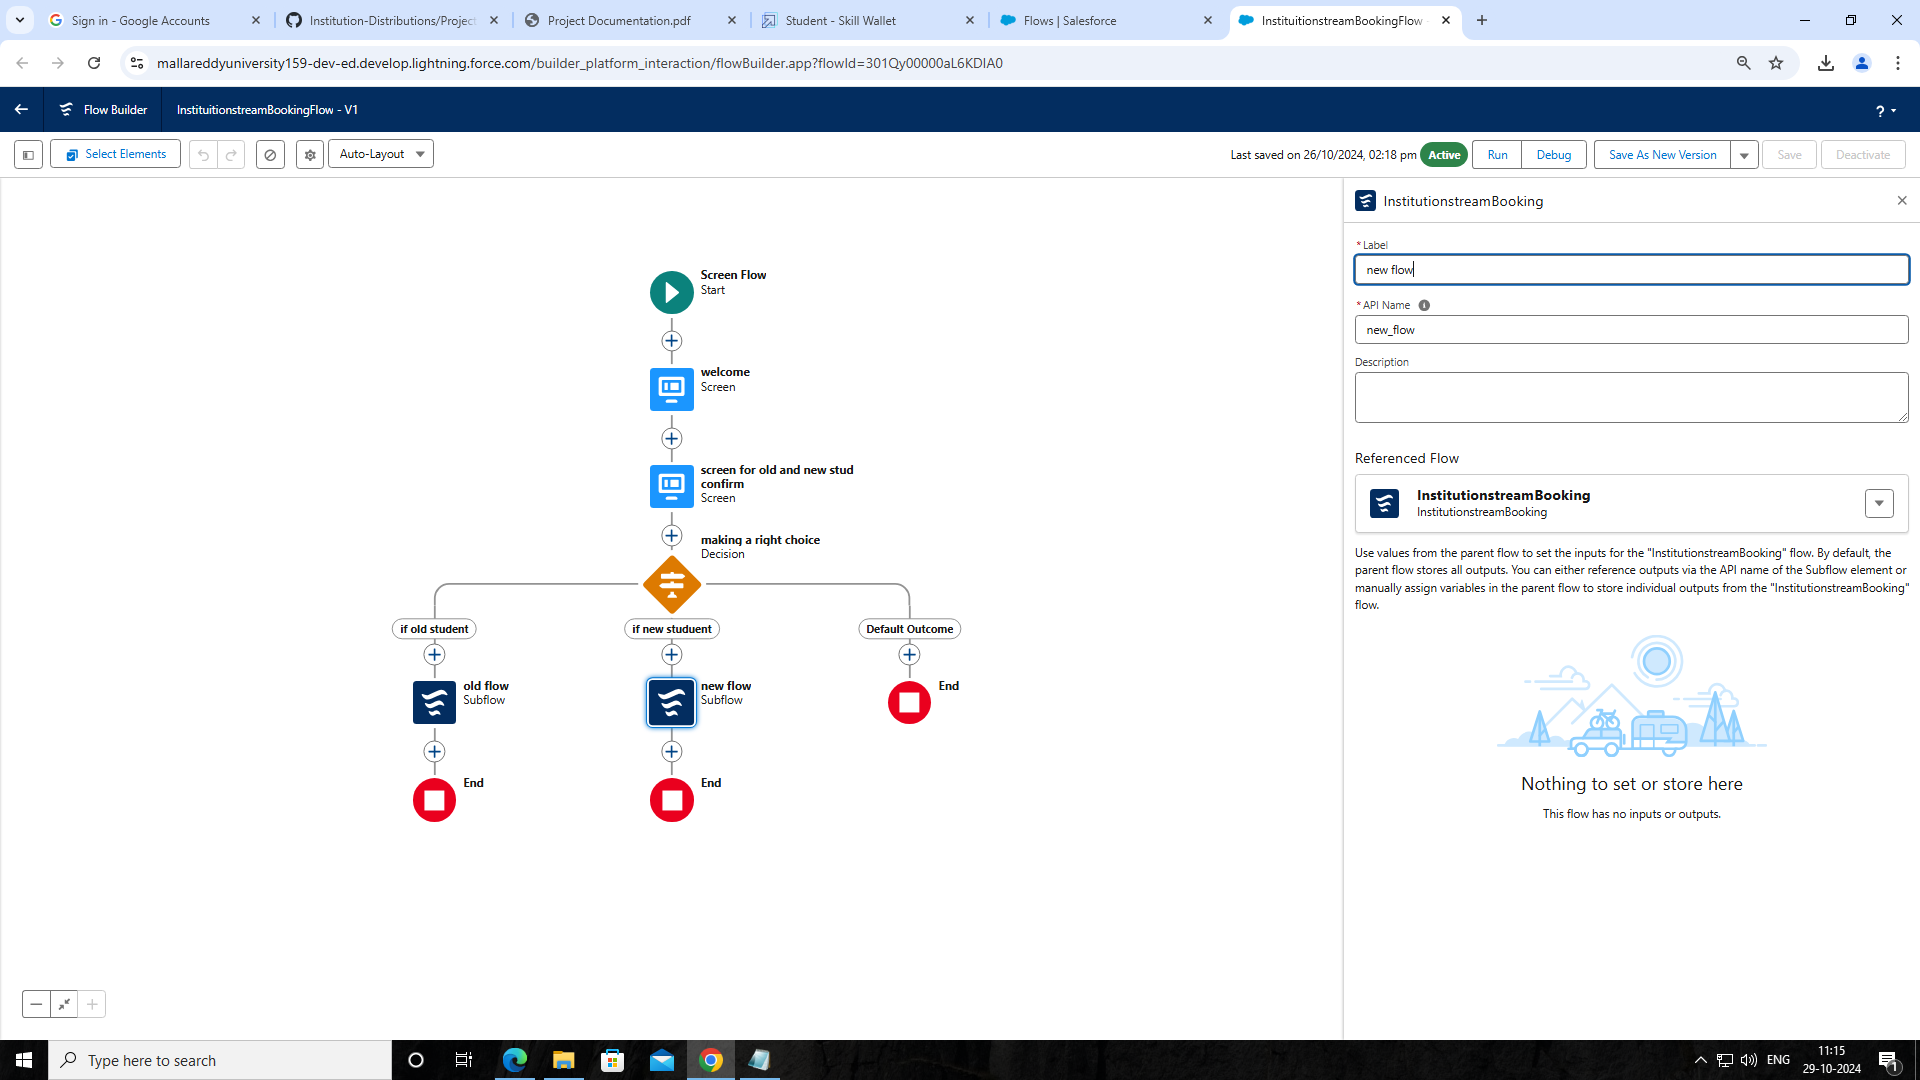 Sign in - Google Accounts
Institution-Distributions/Project
Project Documentation.pdf
Student - Skill Wallet
Flows | Salesforce
InstituitionstreamBookingFlow -
mallareddyuniversity159-dev-ed.develop.lightning.force.com/builder_platform_interaction/flowBuilder.app?flowId=301Qy00000aL6KDIA0
Flow Builder
InstituitionstreamBookingFlow - V1
?
Select Elements
Auto-Layout
Last saved on 26/10/2024, 02:18 pm
Active
Run
Debug
Save As New Version
Save
Deactivate
Screen Flow
Start
welcome
Screen
screen for old and new stud
confirm
Screen
making a right choice
Decision
if old student
if new studuent
Default Outcome
old flow
Subflow
new flow
Subflow
End
End
End
InstitutionstreamBooking
* Label
new flow
* API Name
new_flow
Description
Referenced Flow
InstitutionstreamBooking
InstitutionstreamBooking
Use values from the parent flow to set the inputs for the "InstitutionstreamBooking" flow. By default, the
parent flow stores all outputs. You can either reference outputs via the API name of the Subflow element or
manually assign variables in the parent flow to store individual outputs from the "InstitutionstreamBooking"
flow.
Nothing to set or store here
This flow has no inputs or outputs.
Type here to search
ENG
11:15
29-10-2024
1